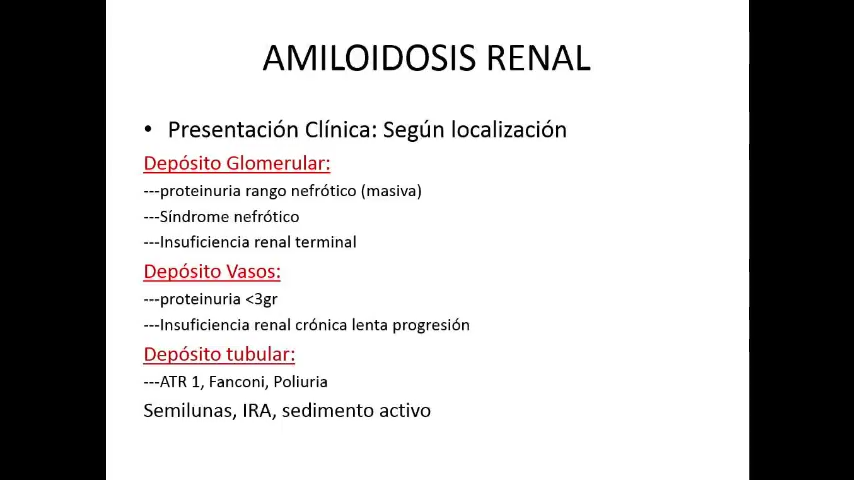 AMILOIDOSIS RENAL
• Presentación Clínica: Según localización
Depósito Glomerular:
---proteinuria rango nefrótico (masiva)
---Síndrome nefrótico
---Insuficiencia renal terminal
Depósito Vasos:
---proteinuria <3gr
---Insuficiencia renal crónica lenta progresión
Depósito tubular:
---ATR 1, Fanconi, Poliuria
Semilunas, IRA, sedimento activo